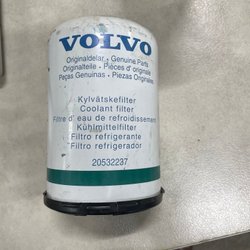 VOLVO
Originaldelar - Genuine Parts
Originalteile - Pièces d' origine
Peças Genuinas - Piezas Originales
Kylvätskefilter
Coolant filter
Filtre d' eau de refroidissement
Kühlmittelfilter
Filtro refrigerante
Filtro refrigerador
20532237